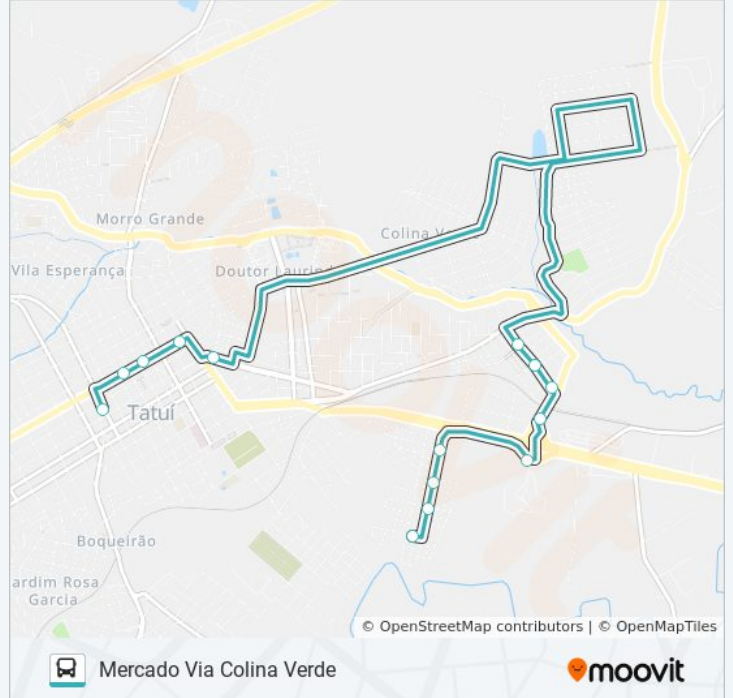 Morro Grande
Colina V
Vila Esperança
Doutor Laurind
Tatuí
Boqueirão
ardim Rosa
Garcia
© OpenStreetMap contributors | © OpenMapTiles
Mercado Via Colina Verde
moovit